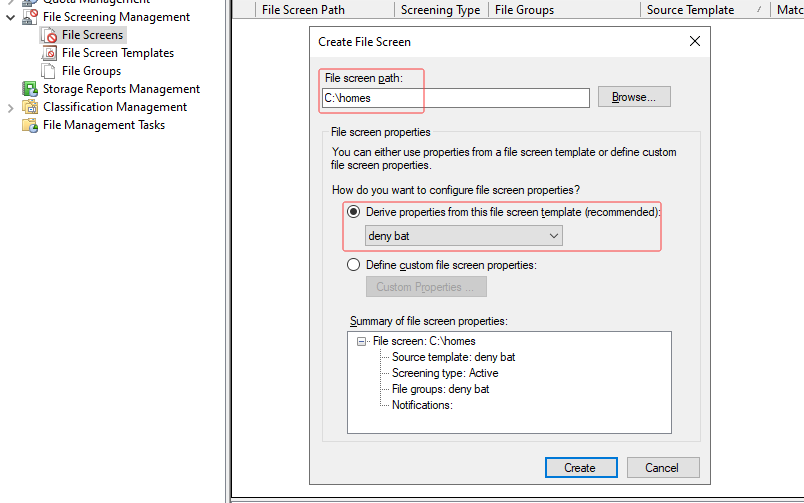 Quota Management
File Screening Management
File Screens
File Screen Templates
File Groups
Storage Reports Management
Classification Management
File Management Tasks
File Screen Path
Screening Type
File Groups
Source Template
Matc
Create File Screen
File screen path:
C:\homes
Browse...
File screen properties
You can either use properties from a file screen template or define custom
file screen properties.
How do you want to configure file screen properties?
Derive properties from this file screen template (recommended):
deny bat
Define custom file screen properties:
Custom Properties ...
Summary of file screen properties:
File screen: C:\homes
Source template: deny bat
Screening type: Active
File groups: deny bat
Notifications:
Create
Cancel